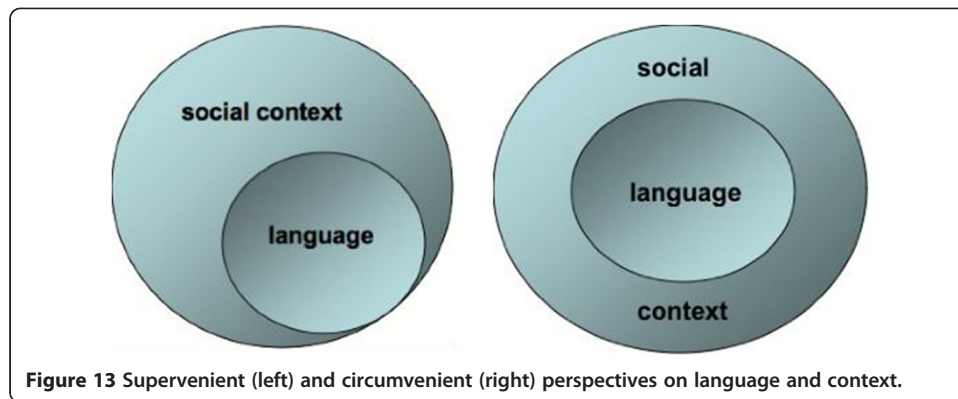 social context
language
social
language
context
Figure 13 Supervenient (left) and circumvenient (right) perspectives on language and context.